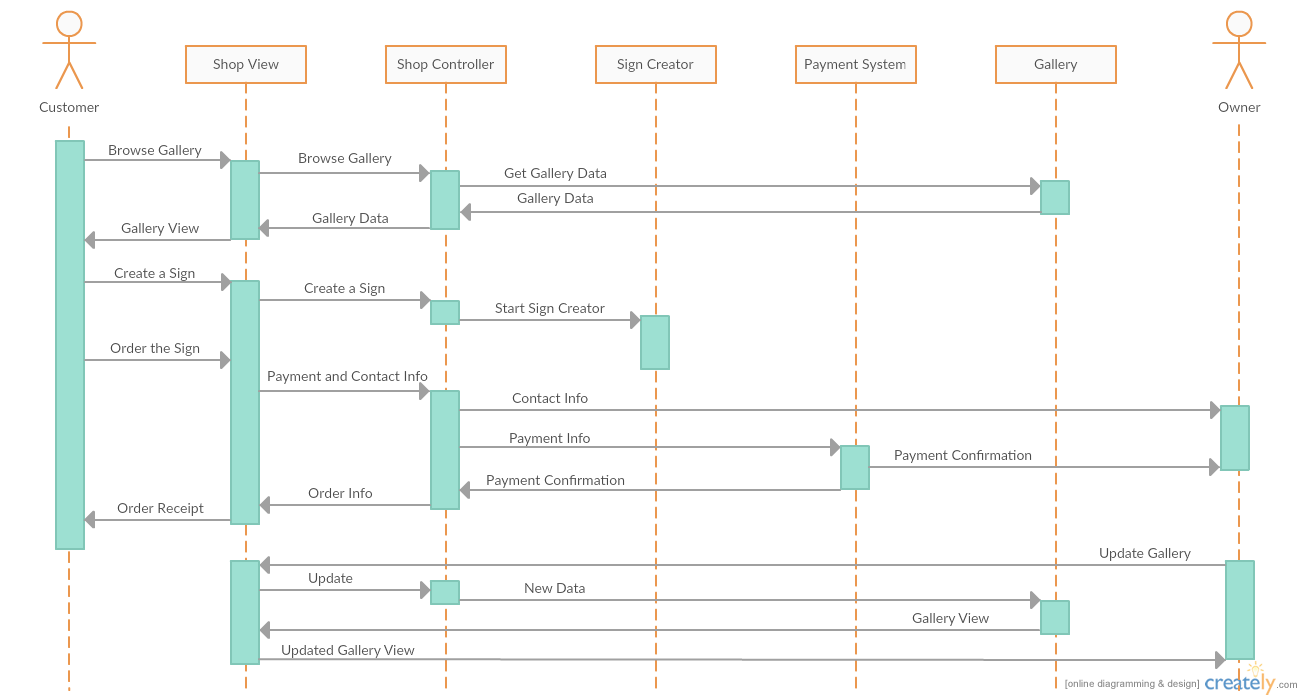 Customer
Shop View
Shop Controller
Sign Creator
Payment System
Gallery
Owner
Browse Gallery
Browse Gallery
Get Gallery Data
Gallery Data
Gallery Data
Gallery View
Create a Sign
Create a Sign
Start Sign Creator
Order the Sign
Payment and Contact Info
Contact Info
Payment Info
Payment Confirmation
Payment Confirmation
Order Info
Order Receipt
Update Gallery
Update
New Data
Gallery View
Updated Gallery View
[online diagramming & design] creately.com